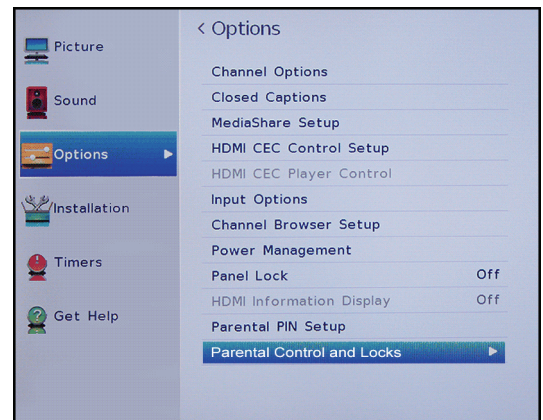 Picture
Sound
Options
Installation
Timers
Get Help
< Options
Channel Options
Closed Captions
MediaShare Setup
HDMI CEC Control Setup
HDMI CEC Player Control
Input Options
Channel Browser Setup
Power Management
Panel Lock Off
HDMI Information Display Off
Parental PIN Setup
Parental Control and Locks